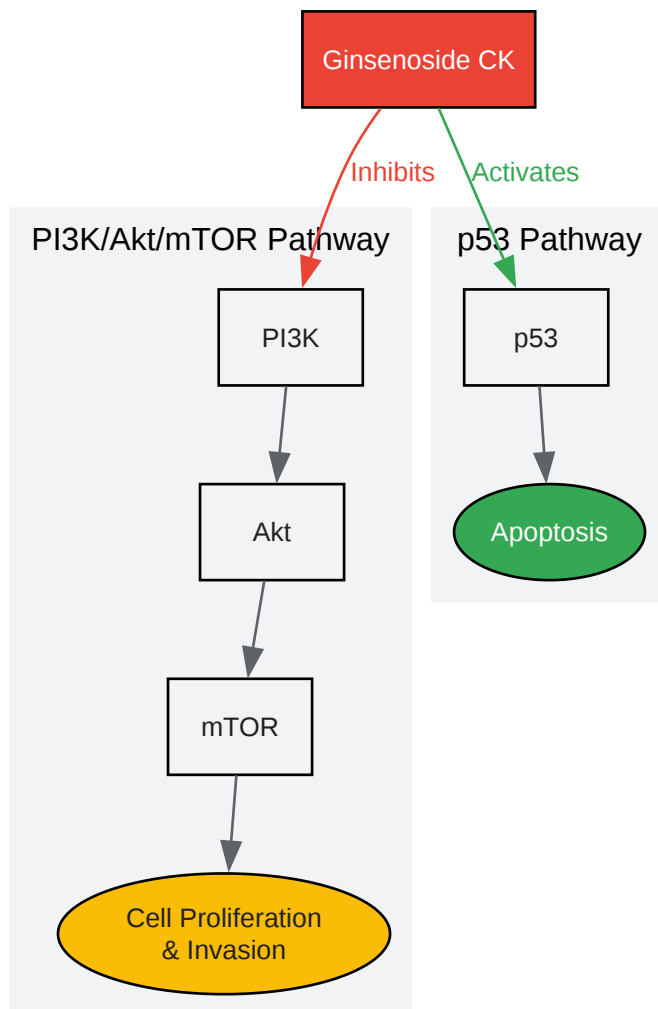 Ginsenoside CK
Inhibits
Activates
PI3K/Akt/mTOR Pathway
p53 Pathway
PI3K
p53
Akt
Apoptosis
mTOR
Cell Proliferation
& Invasion